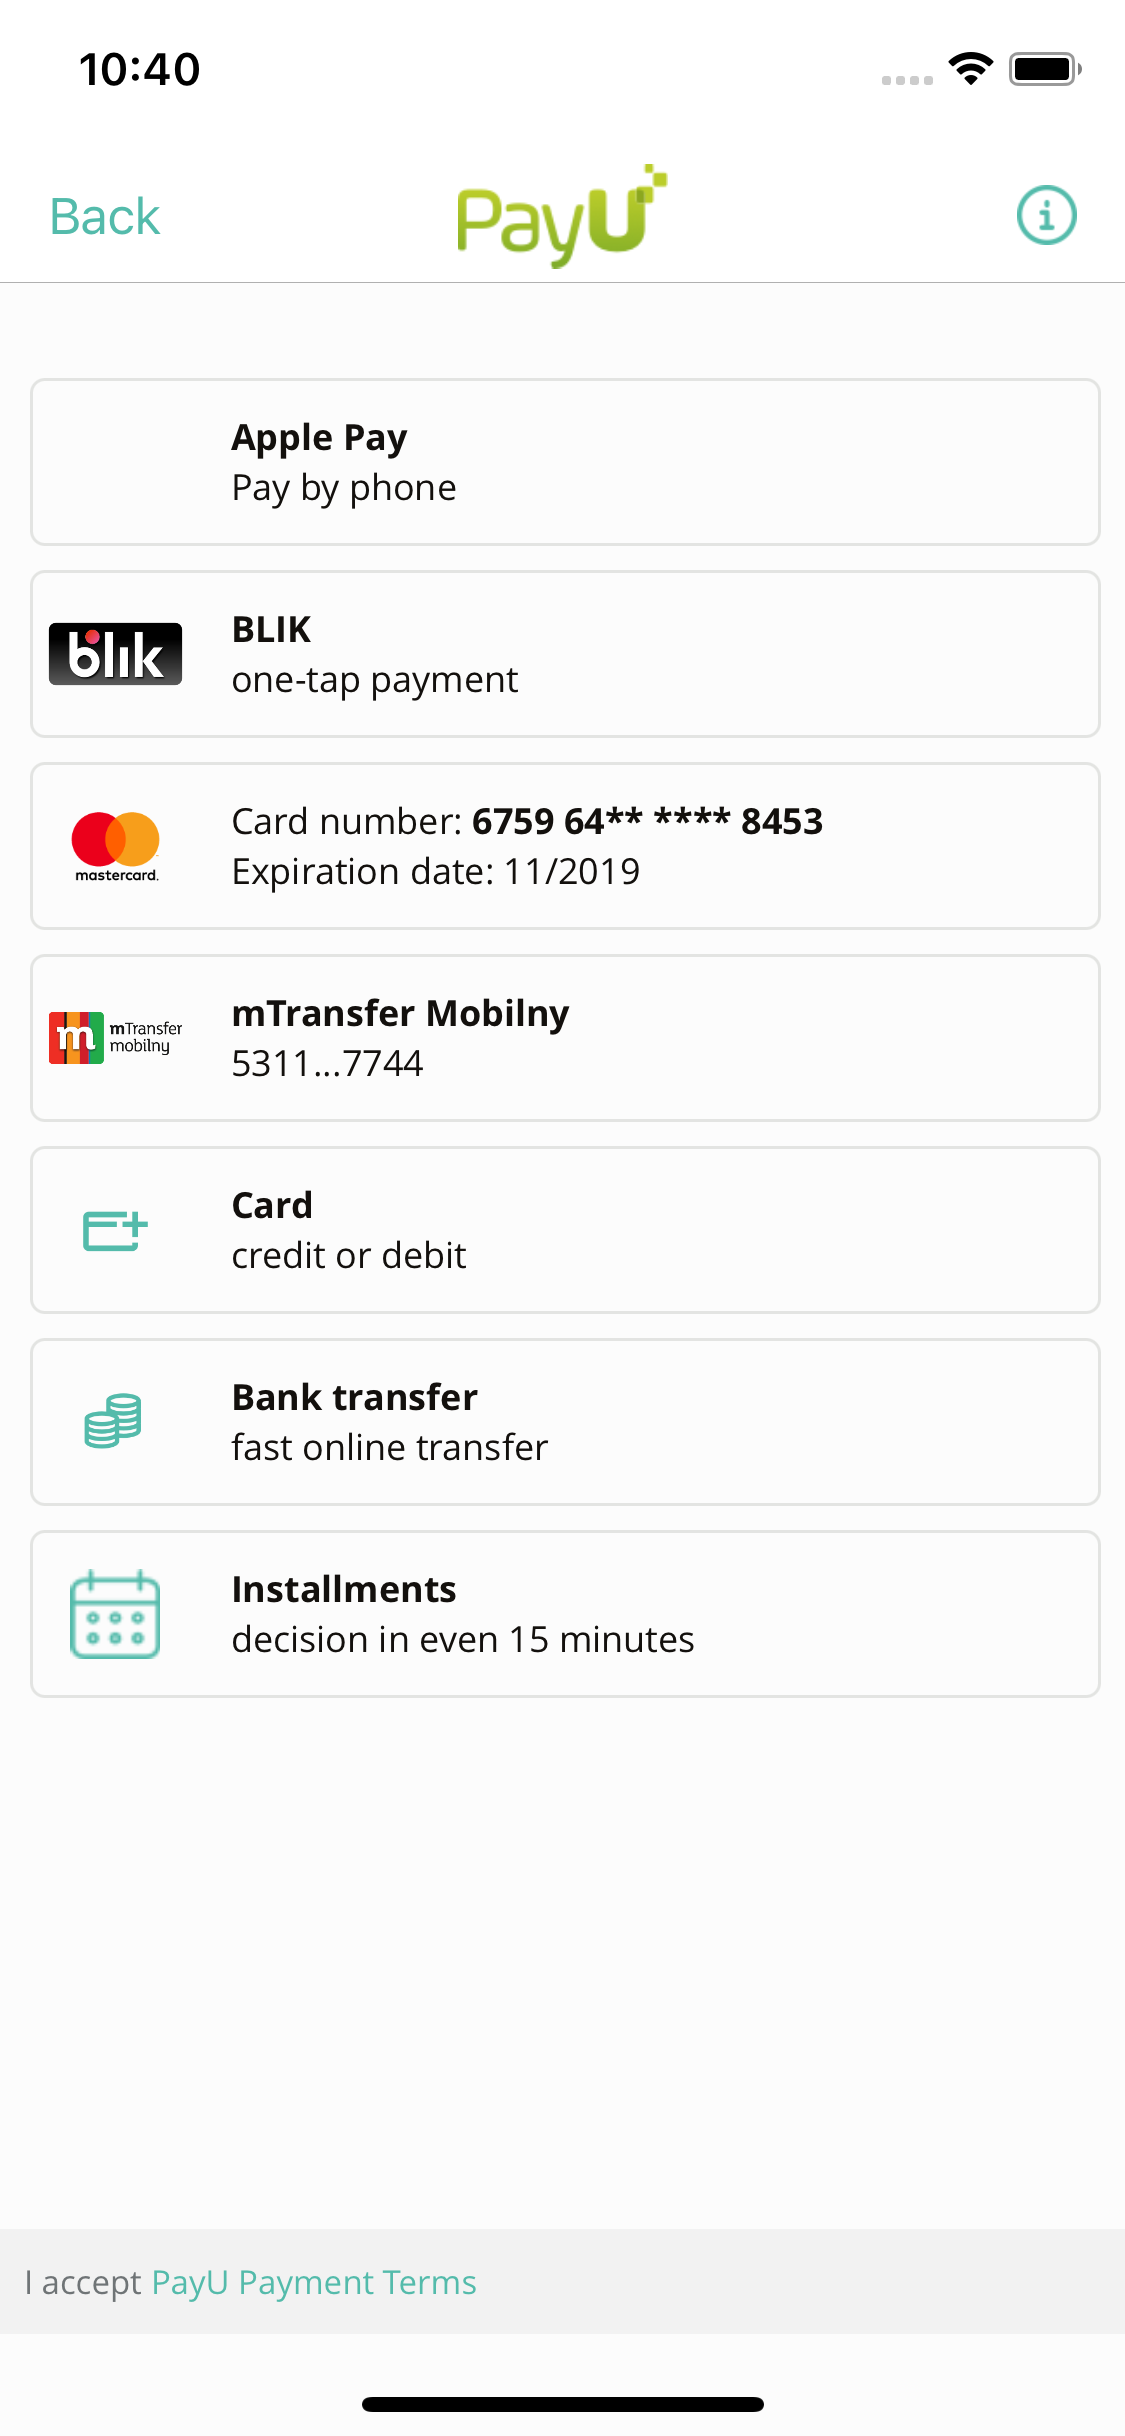 10:40
Back
PayU
Apple Pay
Pay by phone
blik
BLIK
one-tap payment
mastercard.
Card number: 6759 64** **** 8453
Expiration date: 11/2019
m mTransfer
mobilny
mTransfer Mobilny
5311...7744
Card
credit or debit
Bank transfer
fast online transfer
Installments
decision in even 15 minutes
I accept PayU Payment Terms